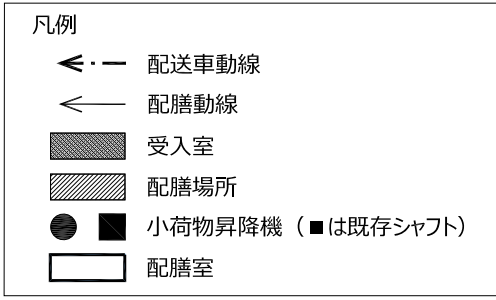 凡例
配送車動線
配膳動線
受入室
配膳場所
小荷物昇降機（■は既存シャフト）
配膳室